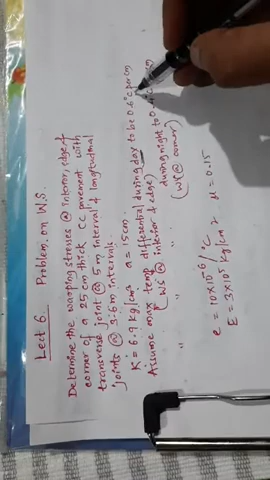 Lect 6. Problem. on W.S.
Determine the warping stresses @ interior, edge &
corner of a 25 cm thick CC pavement with
transverse joint @ 5 m interval & longitudinal
joints @ 3.6 m intervals.
K = 6.9 kg/cm³ a = 15 cm.
Assume max temp differential during day to be 0.6°c per cm
(WS @ interior & edge)
" " " during night to 0.
(WS @ corner)
e = 10×10⁻⁶/°c
E = 3×10⁵ kg/cm² μ = 0.15